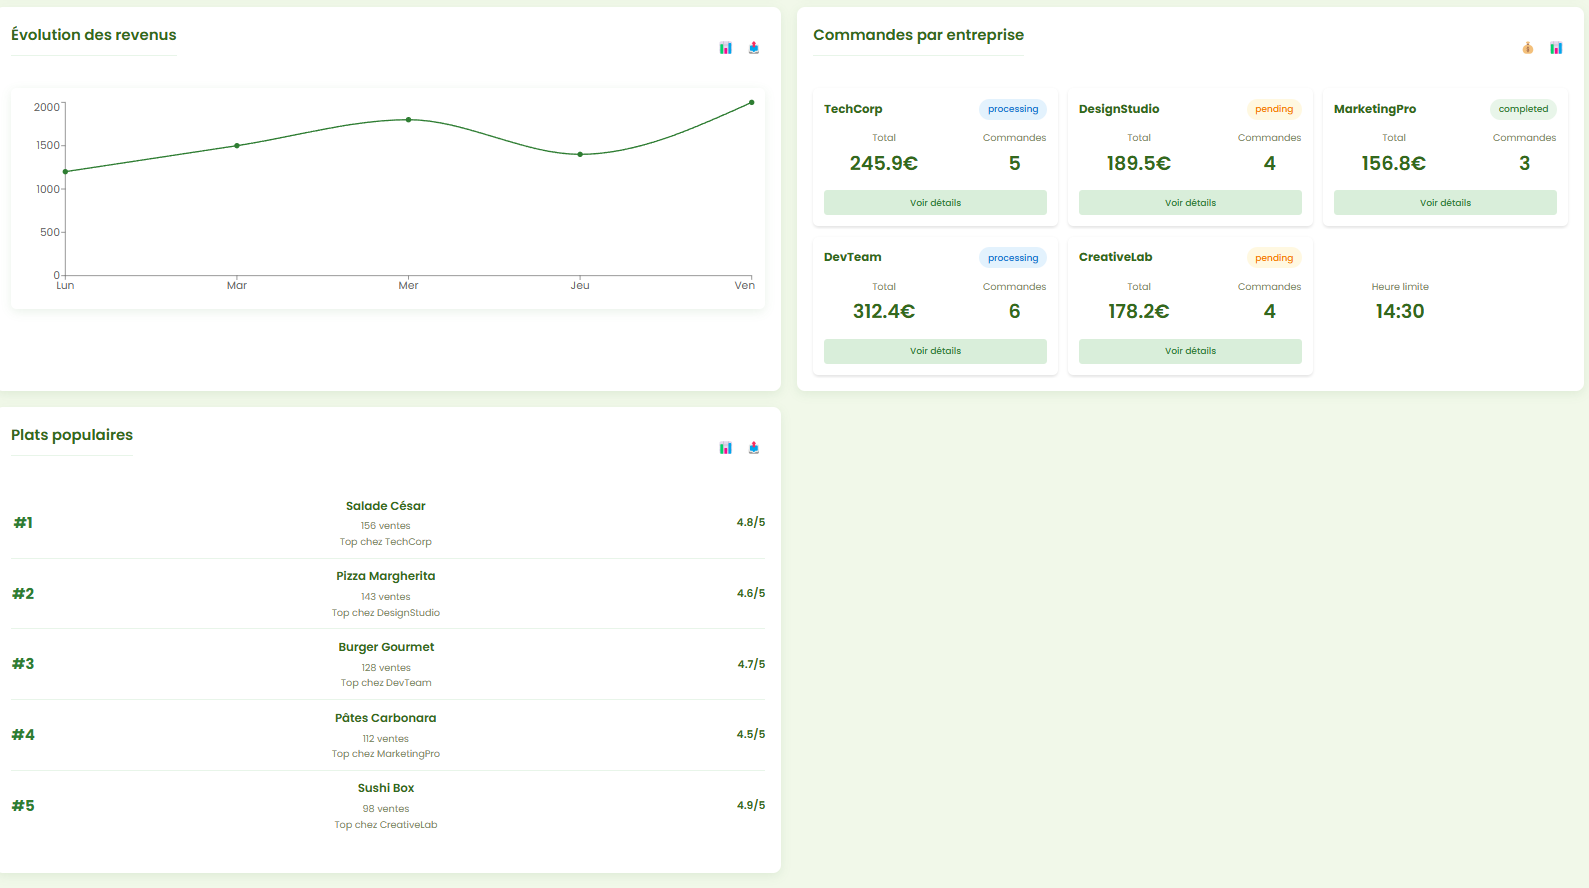 Évolution des revenus
2000
1500
1000
500
0
Lun Mar Mer Jeu Ven
Commandes par entreprise
TechCorp processing
Total Commandes
245.9€ 5
Voir détails
DesignStudio pending
Total Commandes
189.5€ 4
Voir détails
MarketingPro completed
Total Commandes
156.8€ 3
Voir détails
DevTeam processing
Total Commandes
312.4€ 6
Voir détails
CreativeLab pending
Total Commandes
178.2€ 4
Voir détails
Heure limite
14:30
Plats populaires
#1
Salade César
156 ventes
Top chez TechCorp
4.8/5
#2
Pizza Margherita
143 ventes
Top chez DesignStudio
4.6/5
#3
Burger Gourmet
128 ventes
Top chez DevTeam
4.7/5
#4
Pâtes Carbonara
112 ventes
Top chez MarketingPro
4.5/5
#5
Sushi Box
98 ventes
Top chez CreativeLab
4.9/5